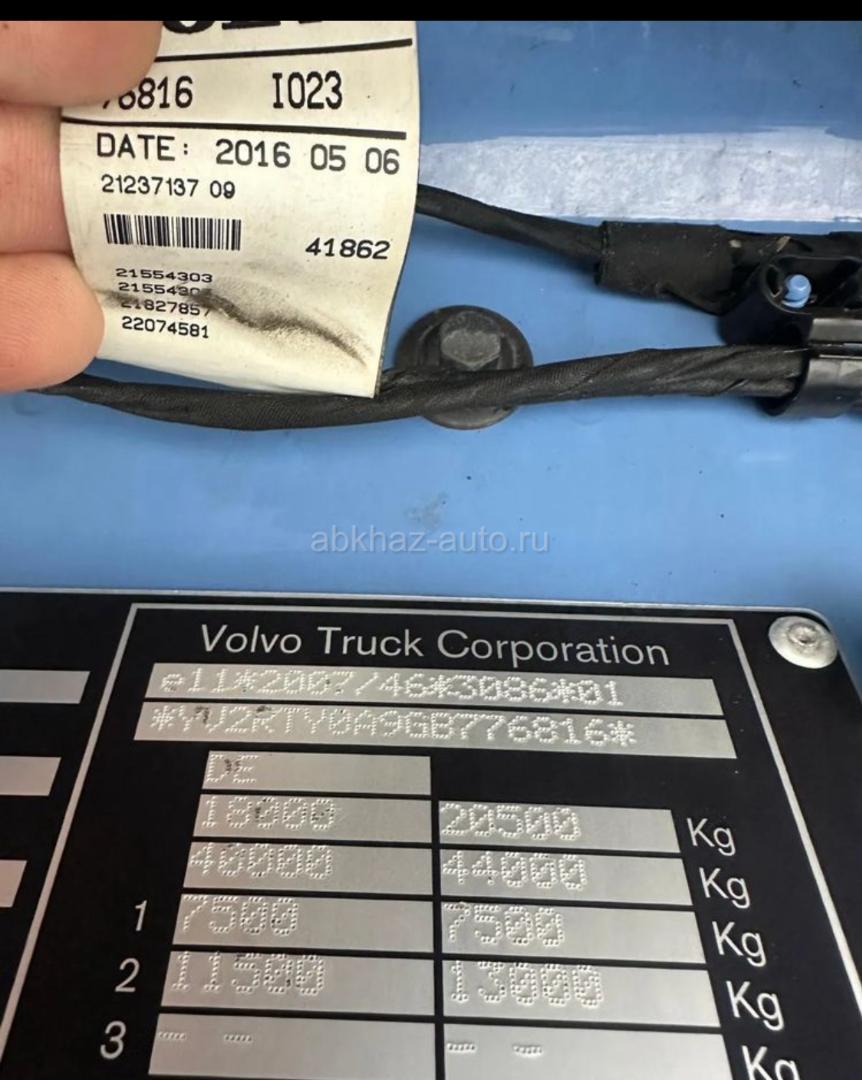 76816 I023
DATE: 2016 05 06
21237137 09
41862
21554303
21827857
22074581
abkhaz-auto.ru
Volvo Truck Corporation
e11*2007/46*3086*01
*YV2RTY0A9GB776816*
DE
18000 20500 Kg
40000 44000 Kg
1 7500 7500 Kg
2 11500 13000 Kg
3 -- -- Kg